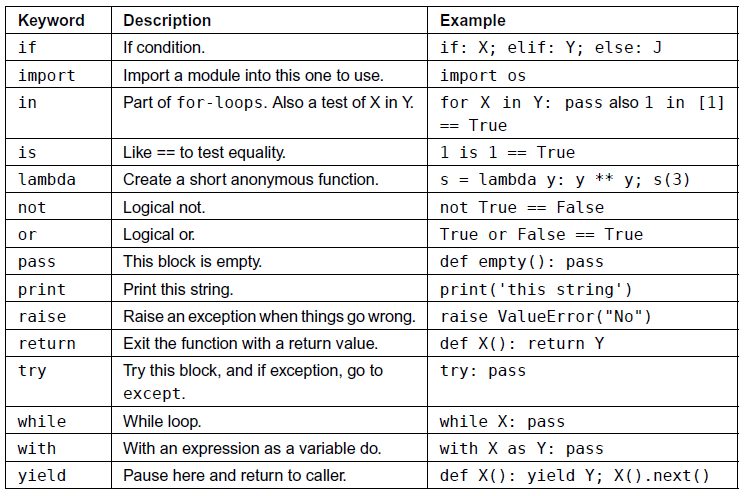 Keyword Description Example
if If condition. if: X; elif: Y; else: J
import Import a module into this one to use. import os
in Part of for-loops. Also a test of X in Y. for X in Y: pass also 1 in [1]
== True
is Like == to test equality. 1 is 1 == True
lambda Create a short anonymous function. s = lambda y: y ** y; s(3)
not Logical not. not True == False
or Logical or. True or False == True
pass This block is empty. def empty(): pass
print Print this string. print('this string')
raise Raise an exception when things go wrong. raise ValueError("No")
return Exit the function with a return value. def X(): return Y
try Try this block, and if exception, go to try: pass
except.
while While loop. while X: pass
with With an expression as a variable do. with X as Y: pass
yield Pause here and return to caller. def X(): yield Y; X().next()